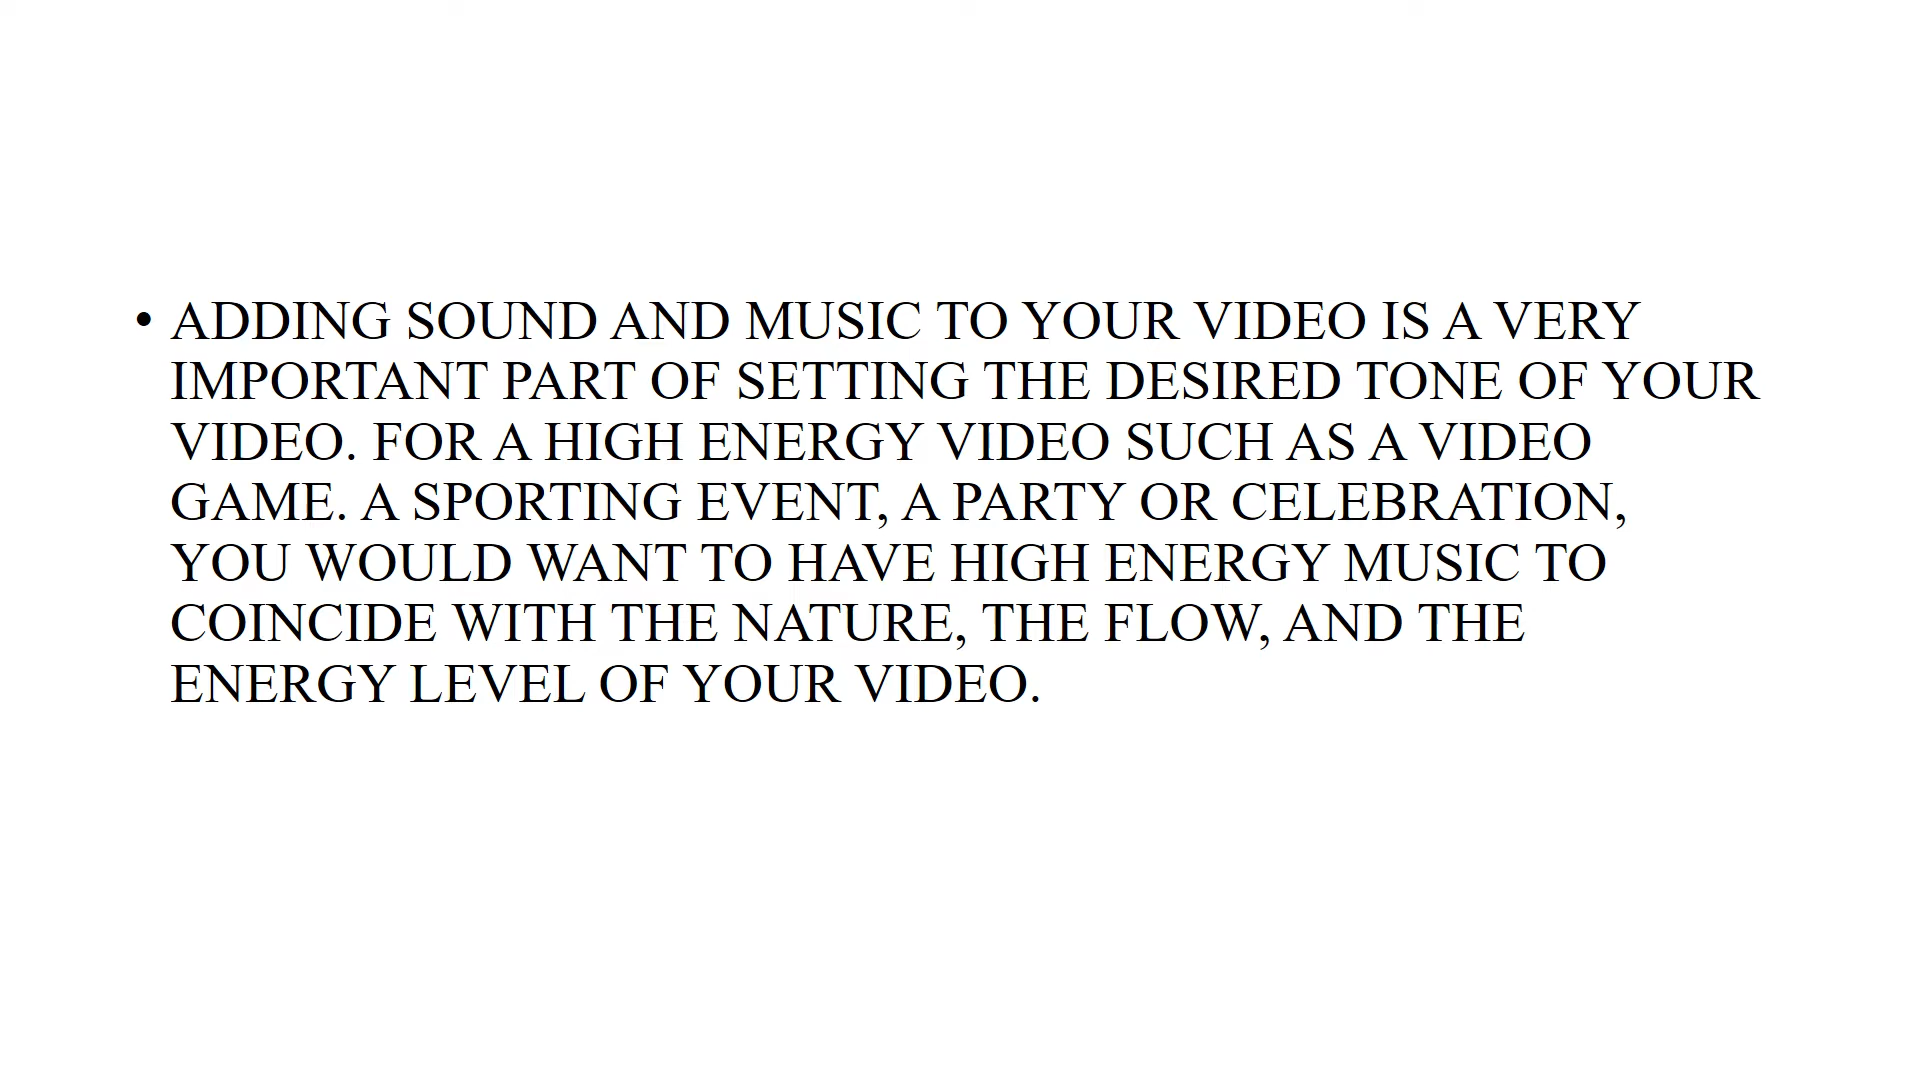 • ADDING SOUND AND MUSIC TO YOUR VIDEO IS A VERY
IMPORTANT PART OF SETTING THE DESIRED TONE OF YOUR
VIDEO. FOR A HIGH ENERGY VIDEO SUCH AS A VIDEO
GAME. A SPORTING EVENT, A PARTY OR CELEBRATION,
YOU WOULD WANT TO HAVE HIGH ENERGY MUSIC TO
COINCIDE WITH THE NATURE, THE FLOW, AND THE
ENERGY LEVEL OF YOUR VIDEO.